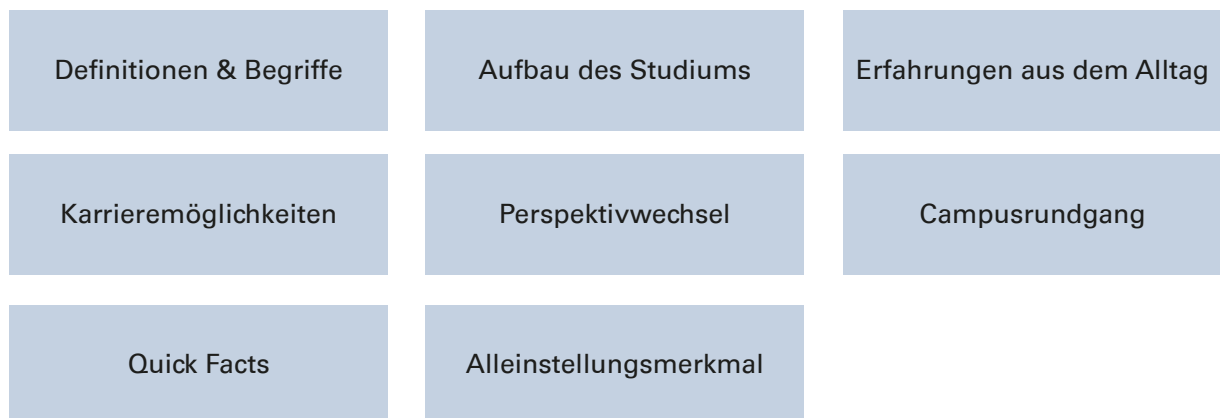 Definitionen & Begriffe
Aufbau des Studiums
Erfahrungen aus dem Alltag
Karrieremöglichkeiten
Perspektivwechsel
Campusrundgang
Quick Facts
Alleinstellungsmerkmal